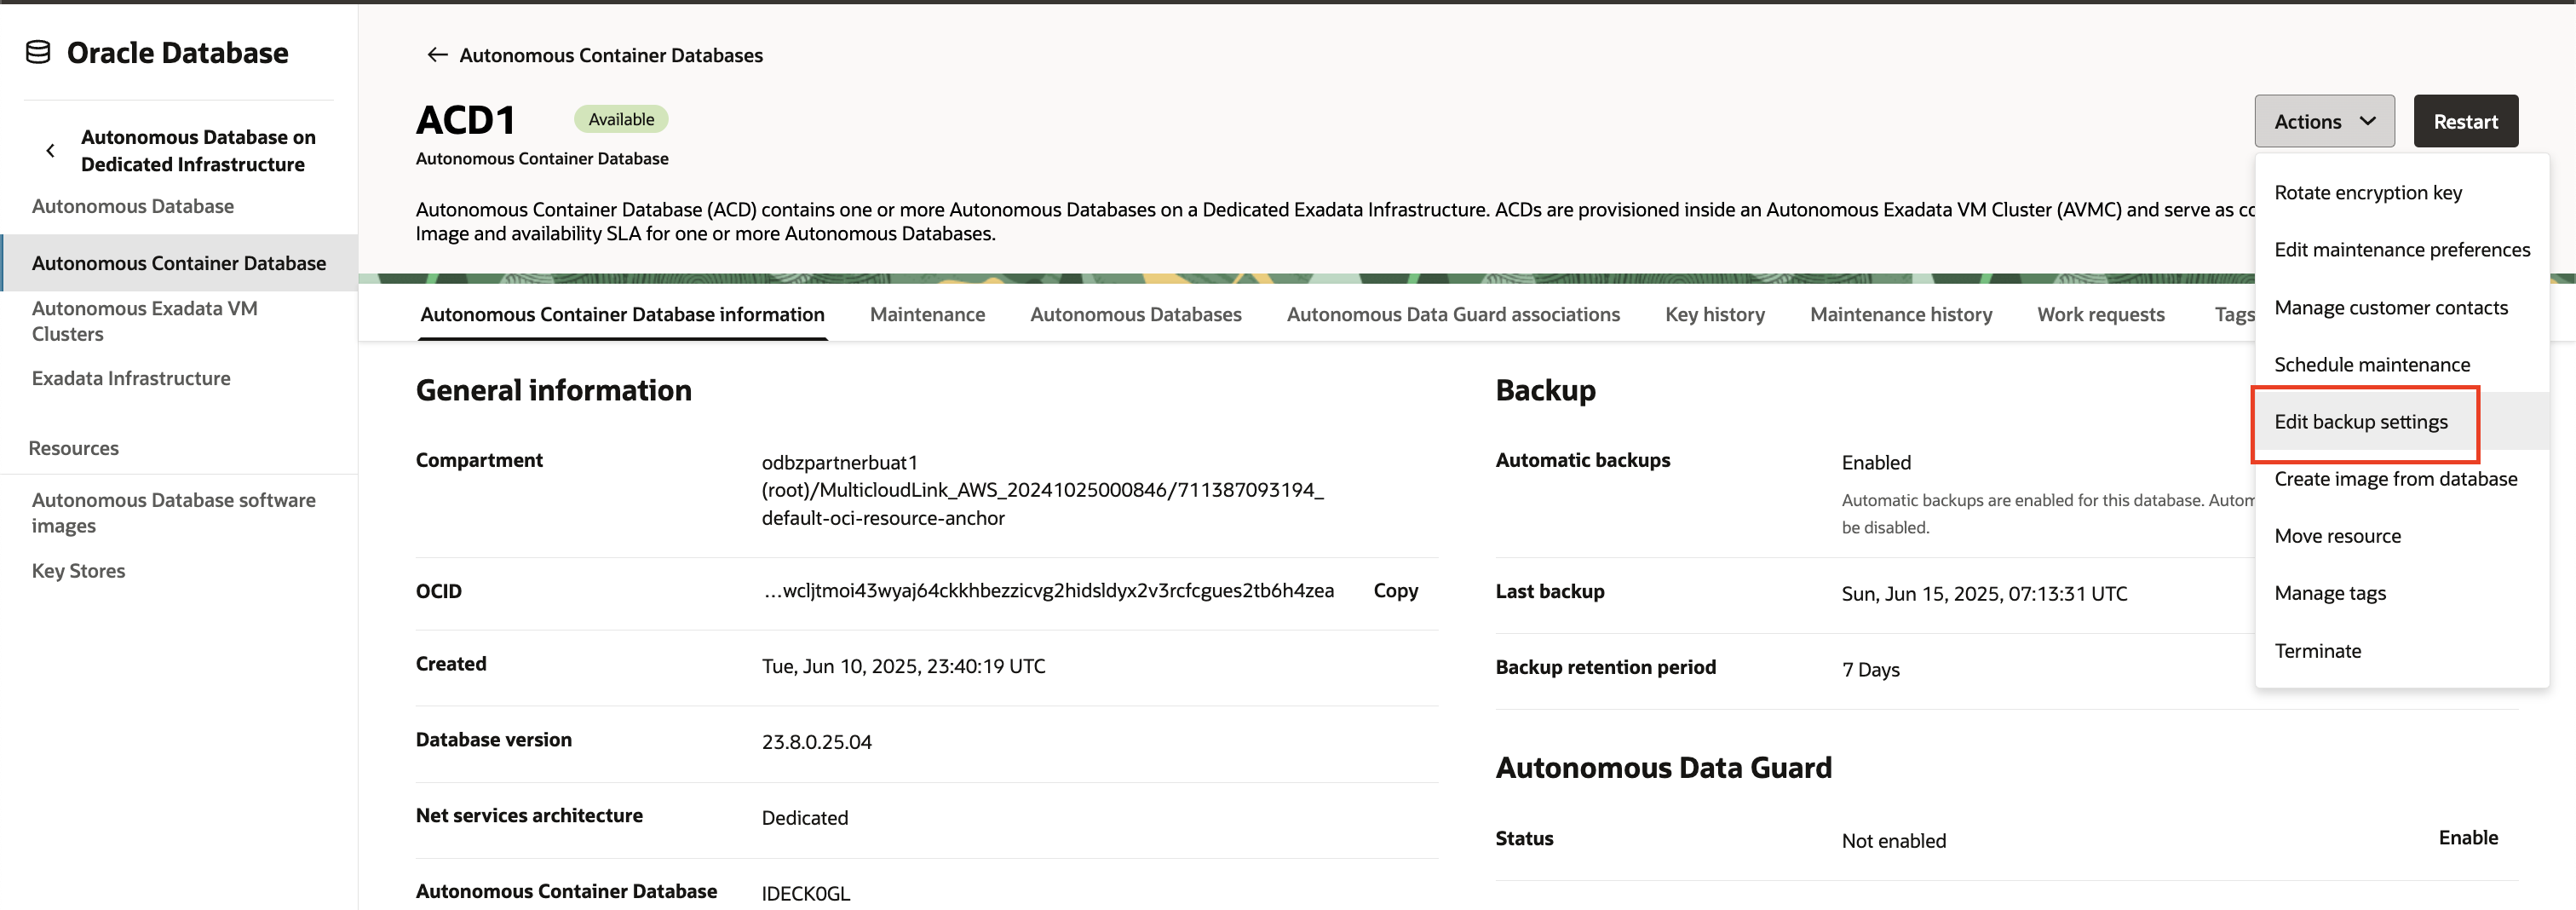 Oracle Database
Autonomous Database on
Dedicated Infrastructure
Autonomous Database
Autonomous Container Database
Autonomous Exadata VM
Clusters
Exadata Infrastructure
Resources
Autonomous Database software
images
Key Stores
Autonomous Container Databases
ACD1
Available
Autonomous Container Database
Actions
Restart
Autonomous Container Database (ACD) contains one or more Autonomous Databases on a Dedicated Exadata Infrastructure. ACDs are provisioned inside an Autonomous Exadata VM Cluster (AVMC) and serve as co
Image and availability SLA for one or more Autonomous Databases.
Rotate encryption key
Edit maintenance preferences
Manage customer contacts
Schedule maintenance
Edit backup settings
Create image from database
Move resource
Manage tags
Terminate
Autonomous Container Database information
Maintenance
Autonomous Databases
Autonomous Data Guard associations
Key history
Maintenance history
Work requests
Tags
General information
Compartment
odbzpartnerbuat1
(root)/MulticloudLink_AWS_20241025000846/711387093194_
default-oci-resource-anchor
OCID
...wcljtmoi43wyaj64ckkhbezzicvg2hidsldyx2v3rcfcgues2tb6h4zea
Copy
Created
Tue, Jun 10, 2025, 23:40:19 UTC
Database version
23.8.0.25.04
Net services architecture
Dedicated
Autonomous Container Database
IDECK0GL
Backup
Automatic backups
Enabled
Automatic backups are enabled for this database. Autom
be disabled.
Last backup
Sun, Jun 15, 2025, 07:13:31 UTC
Backup retention period
7 Days
Autonomous Data Guard
Status
Not enabled
Enable